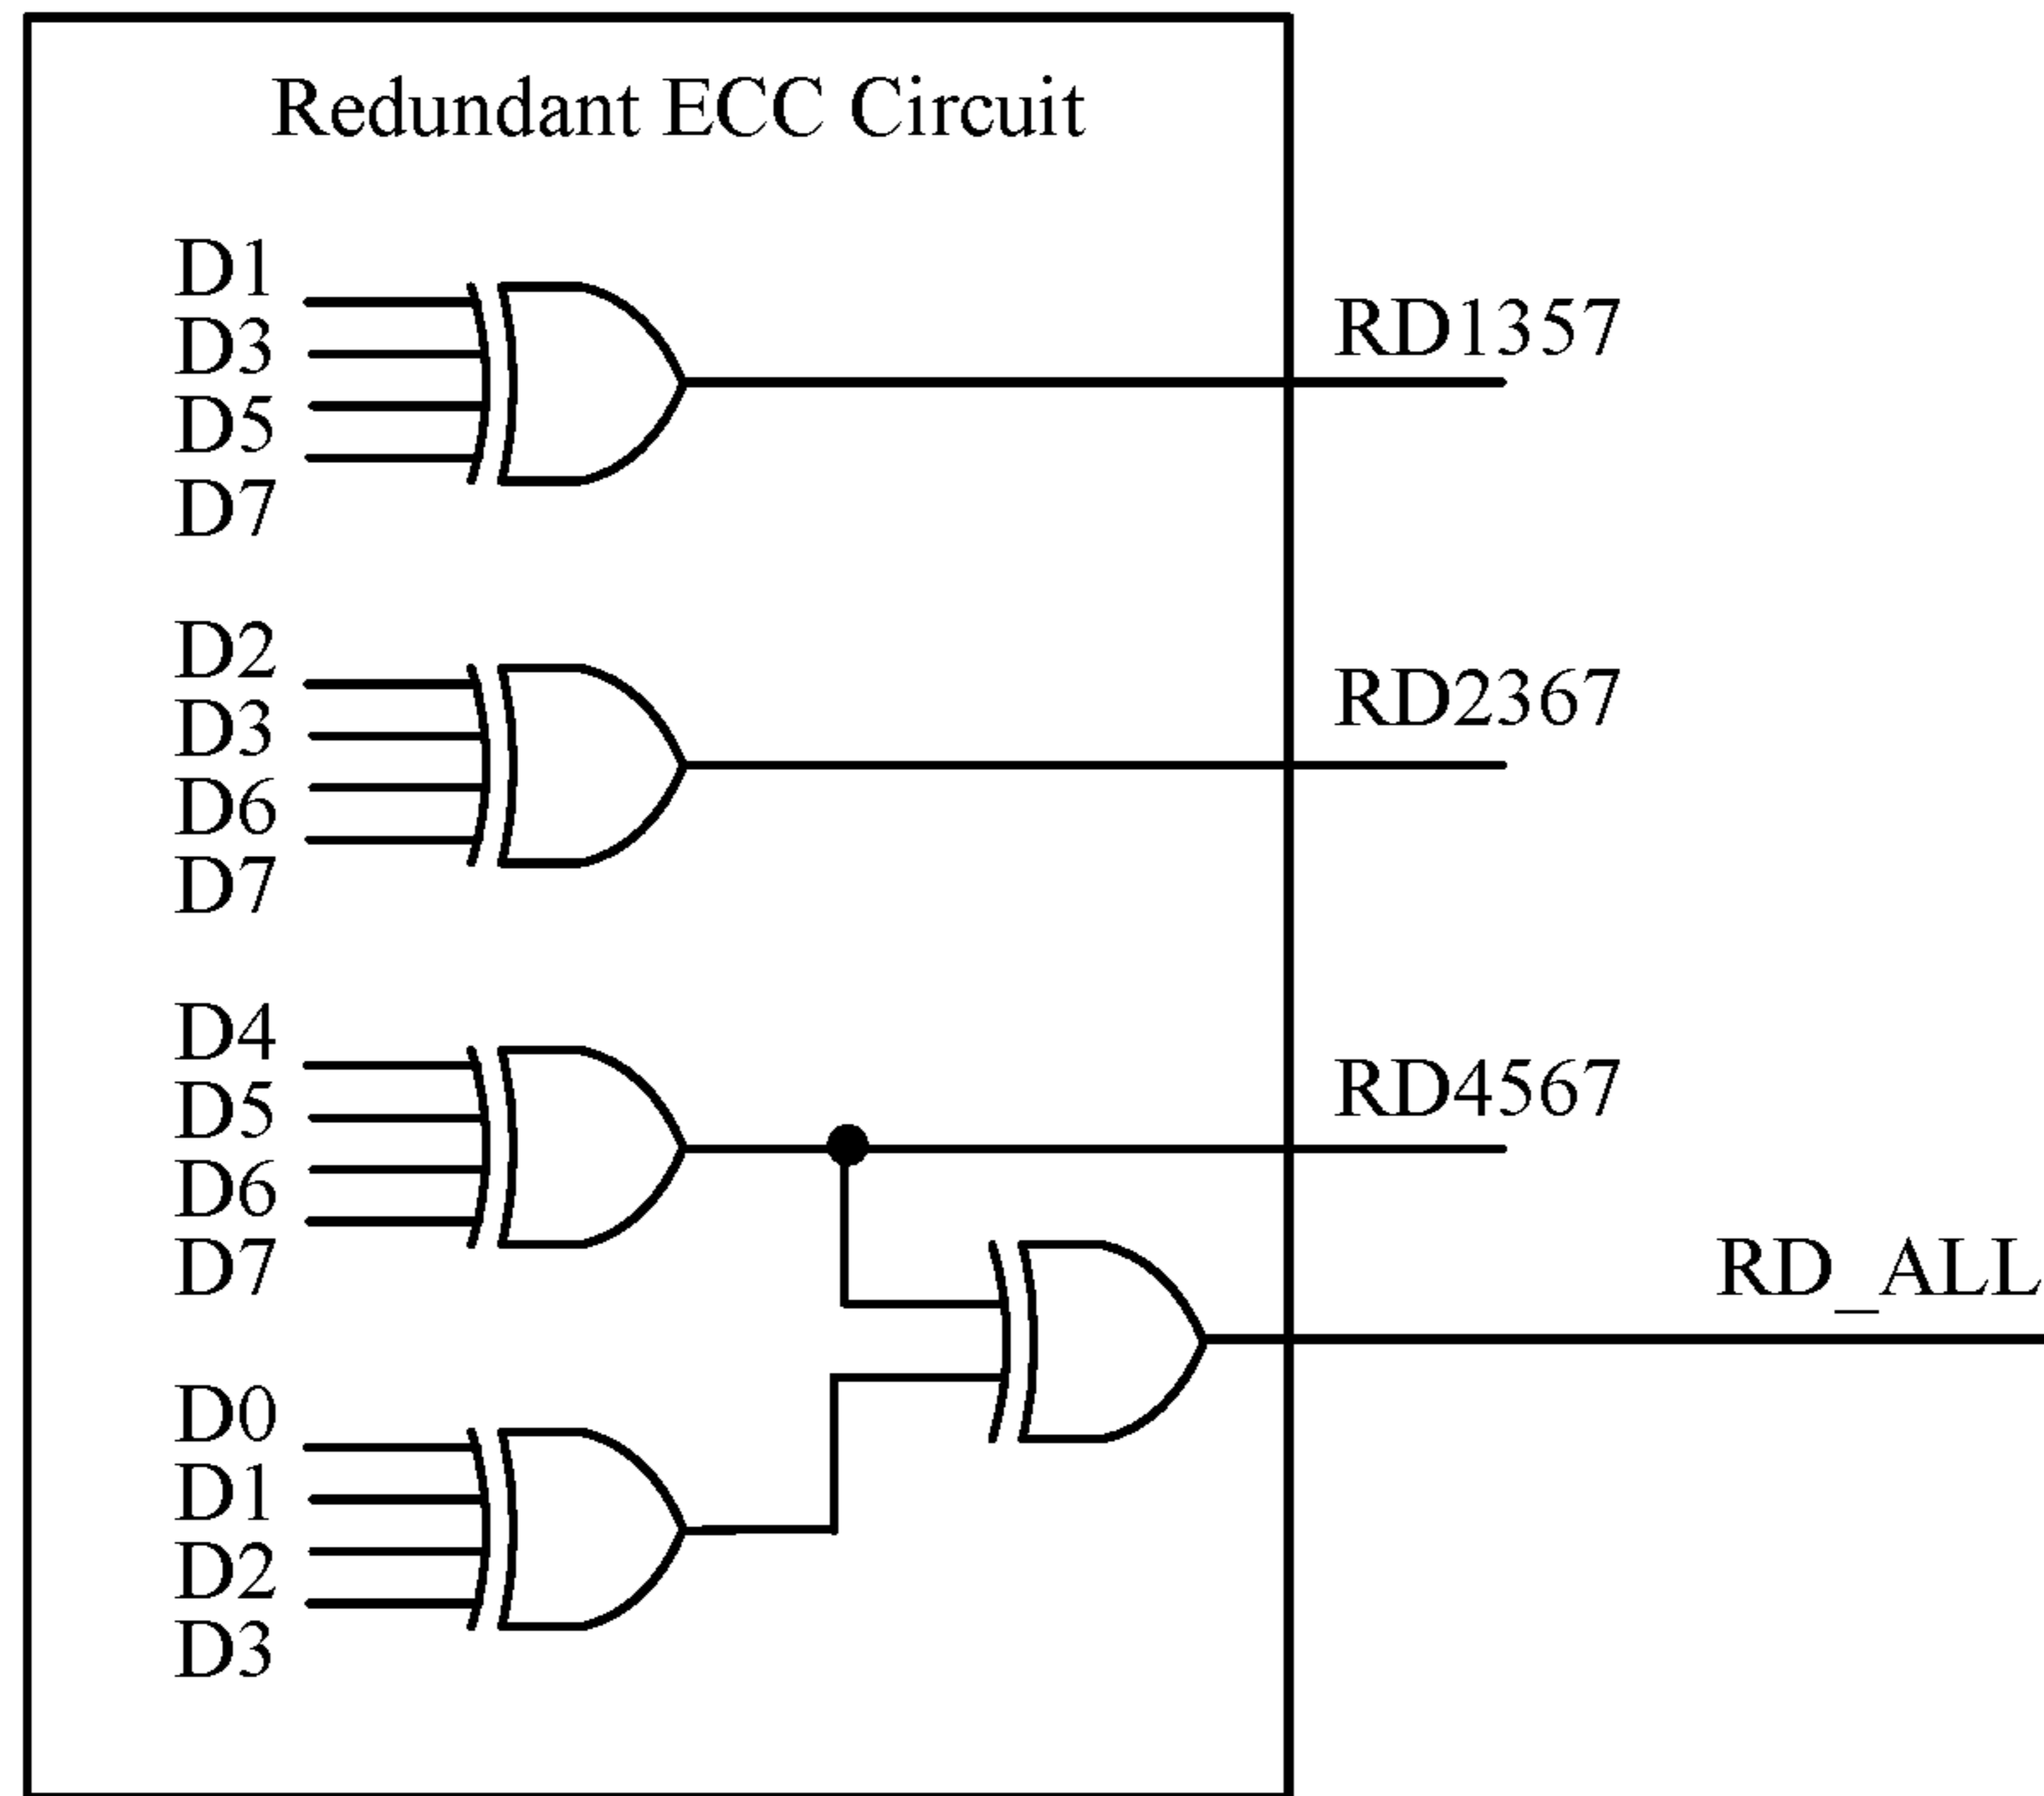 Redundant ECC Circuit
D1
D3
D5
D7
RD1357
D2
D3
D6
D7
RD2367
D4
D5
D6
D7
RD4567
RD_ALL
D0
D1
D2
D3